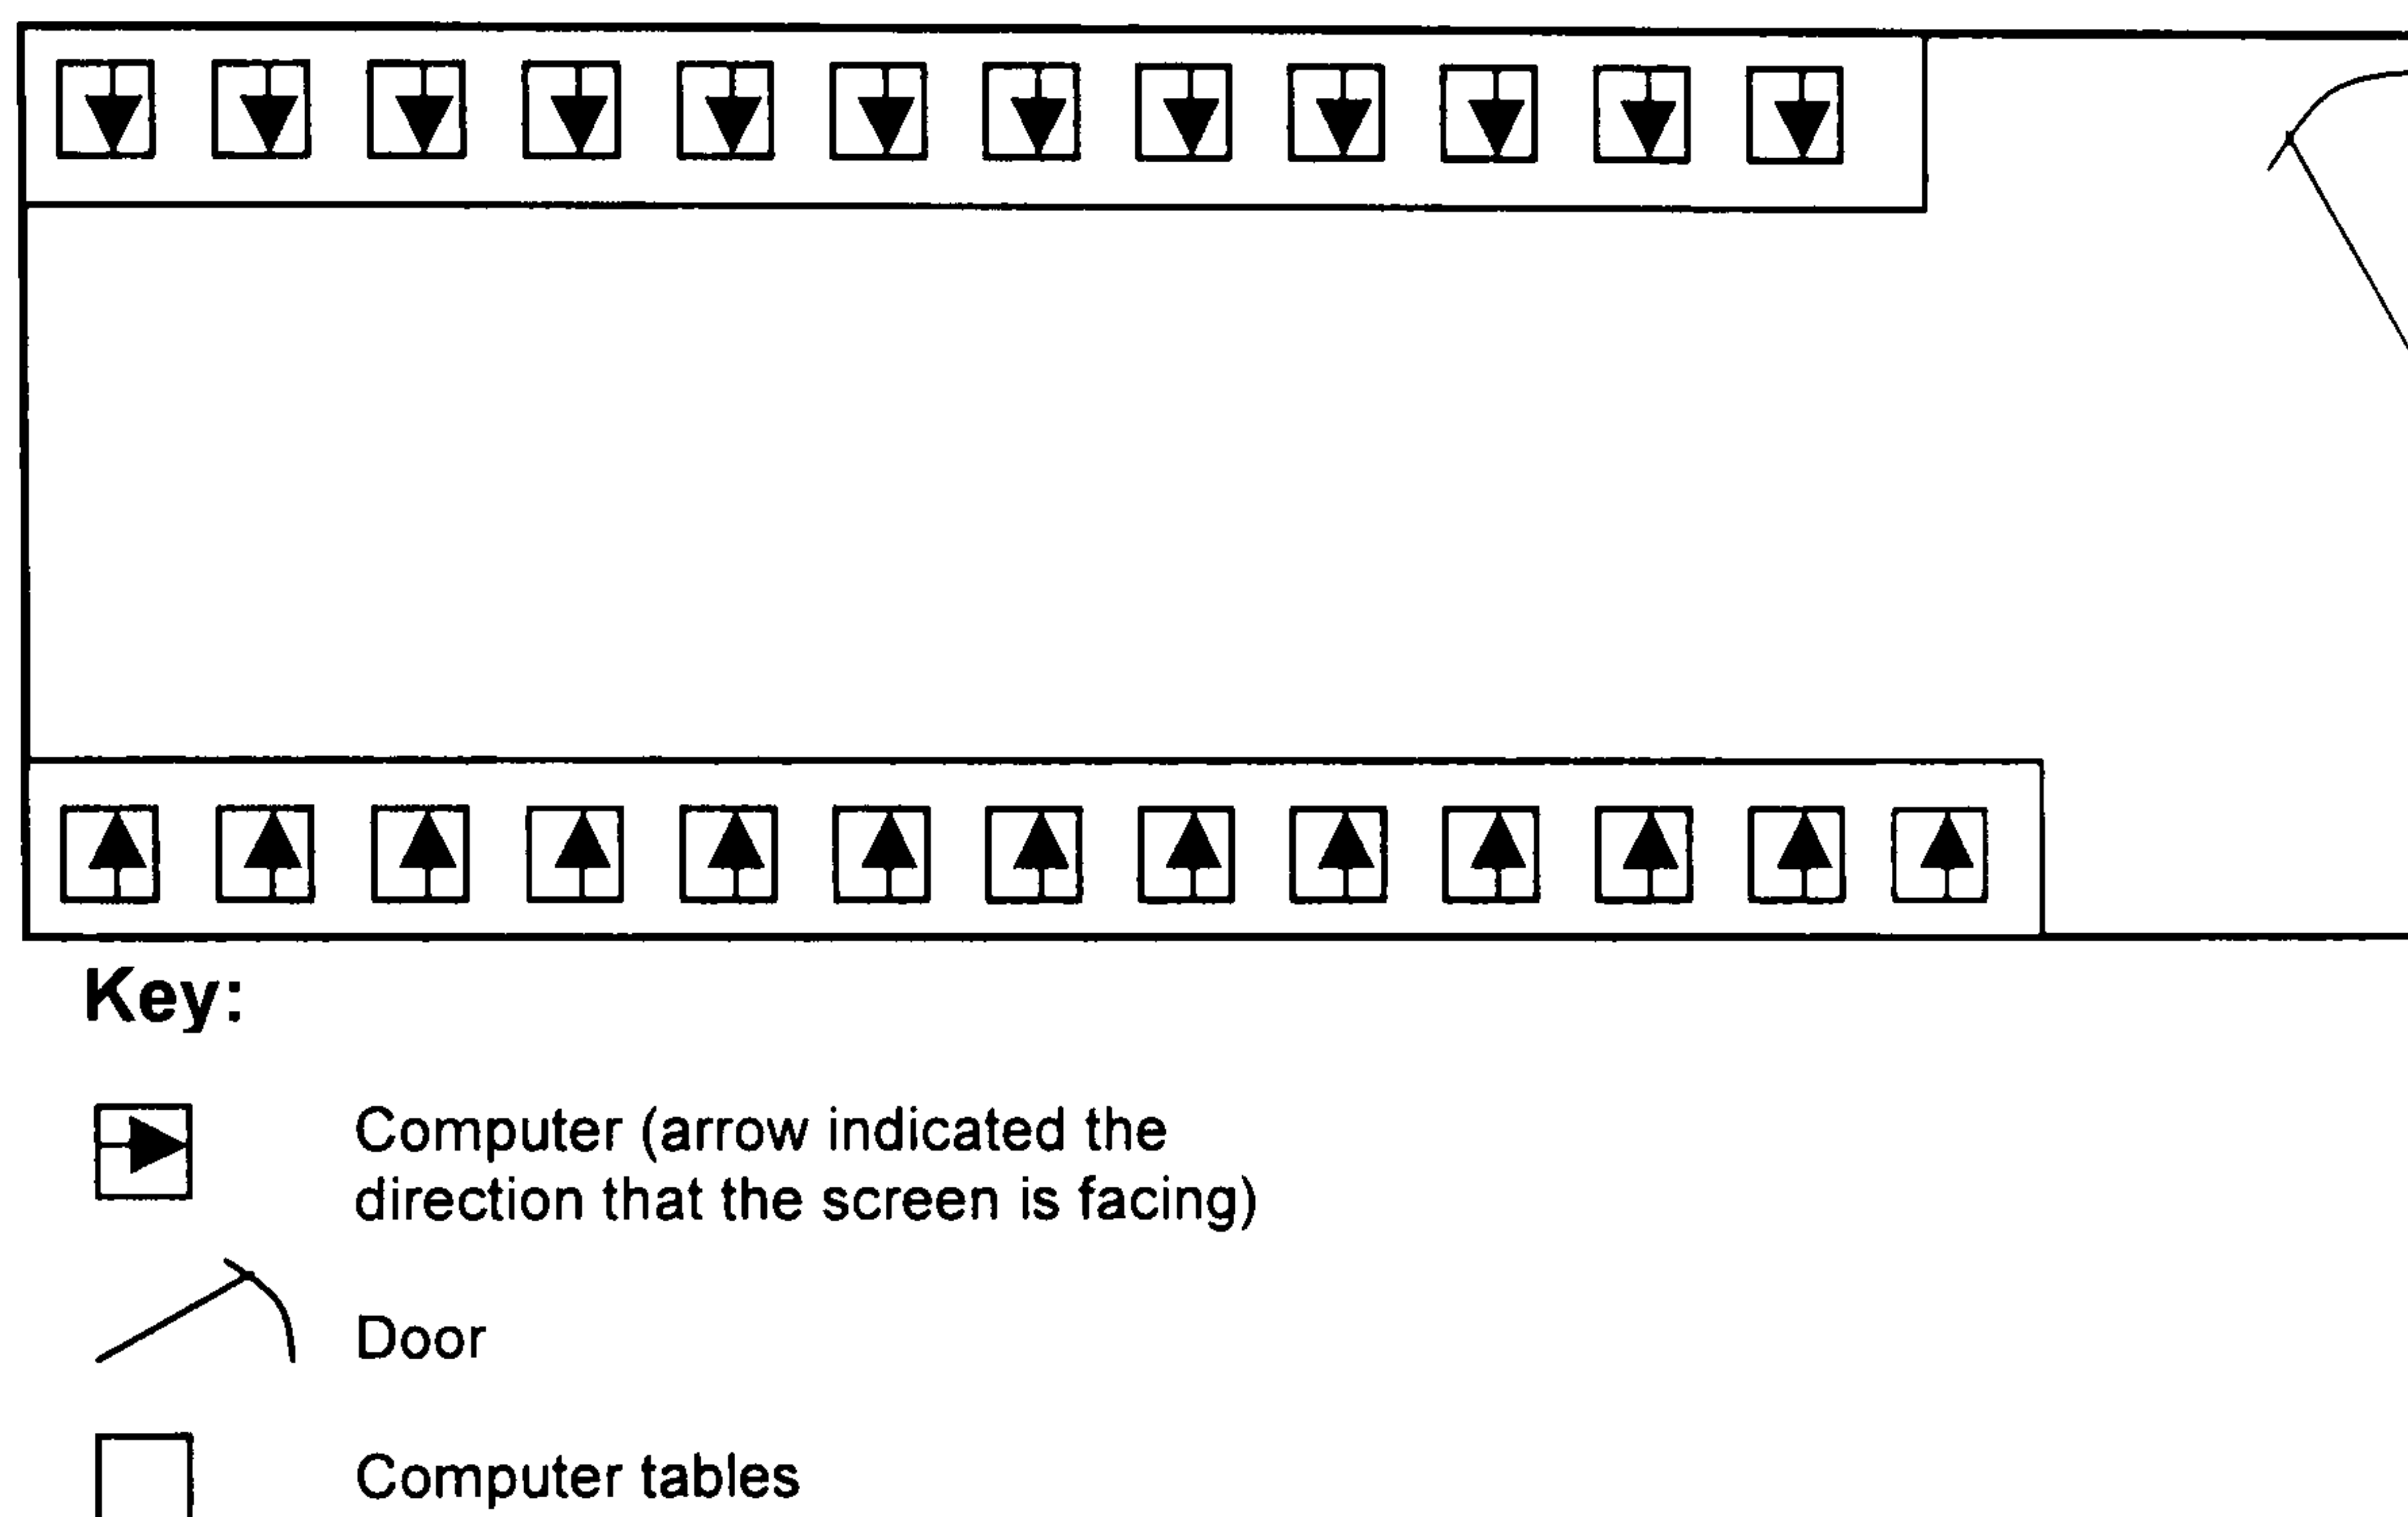 Key:
Computer (arrow indicated the
direction that the screen is facing)
Door
Computer tables